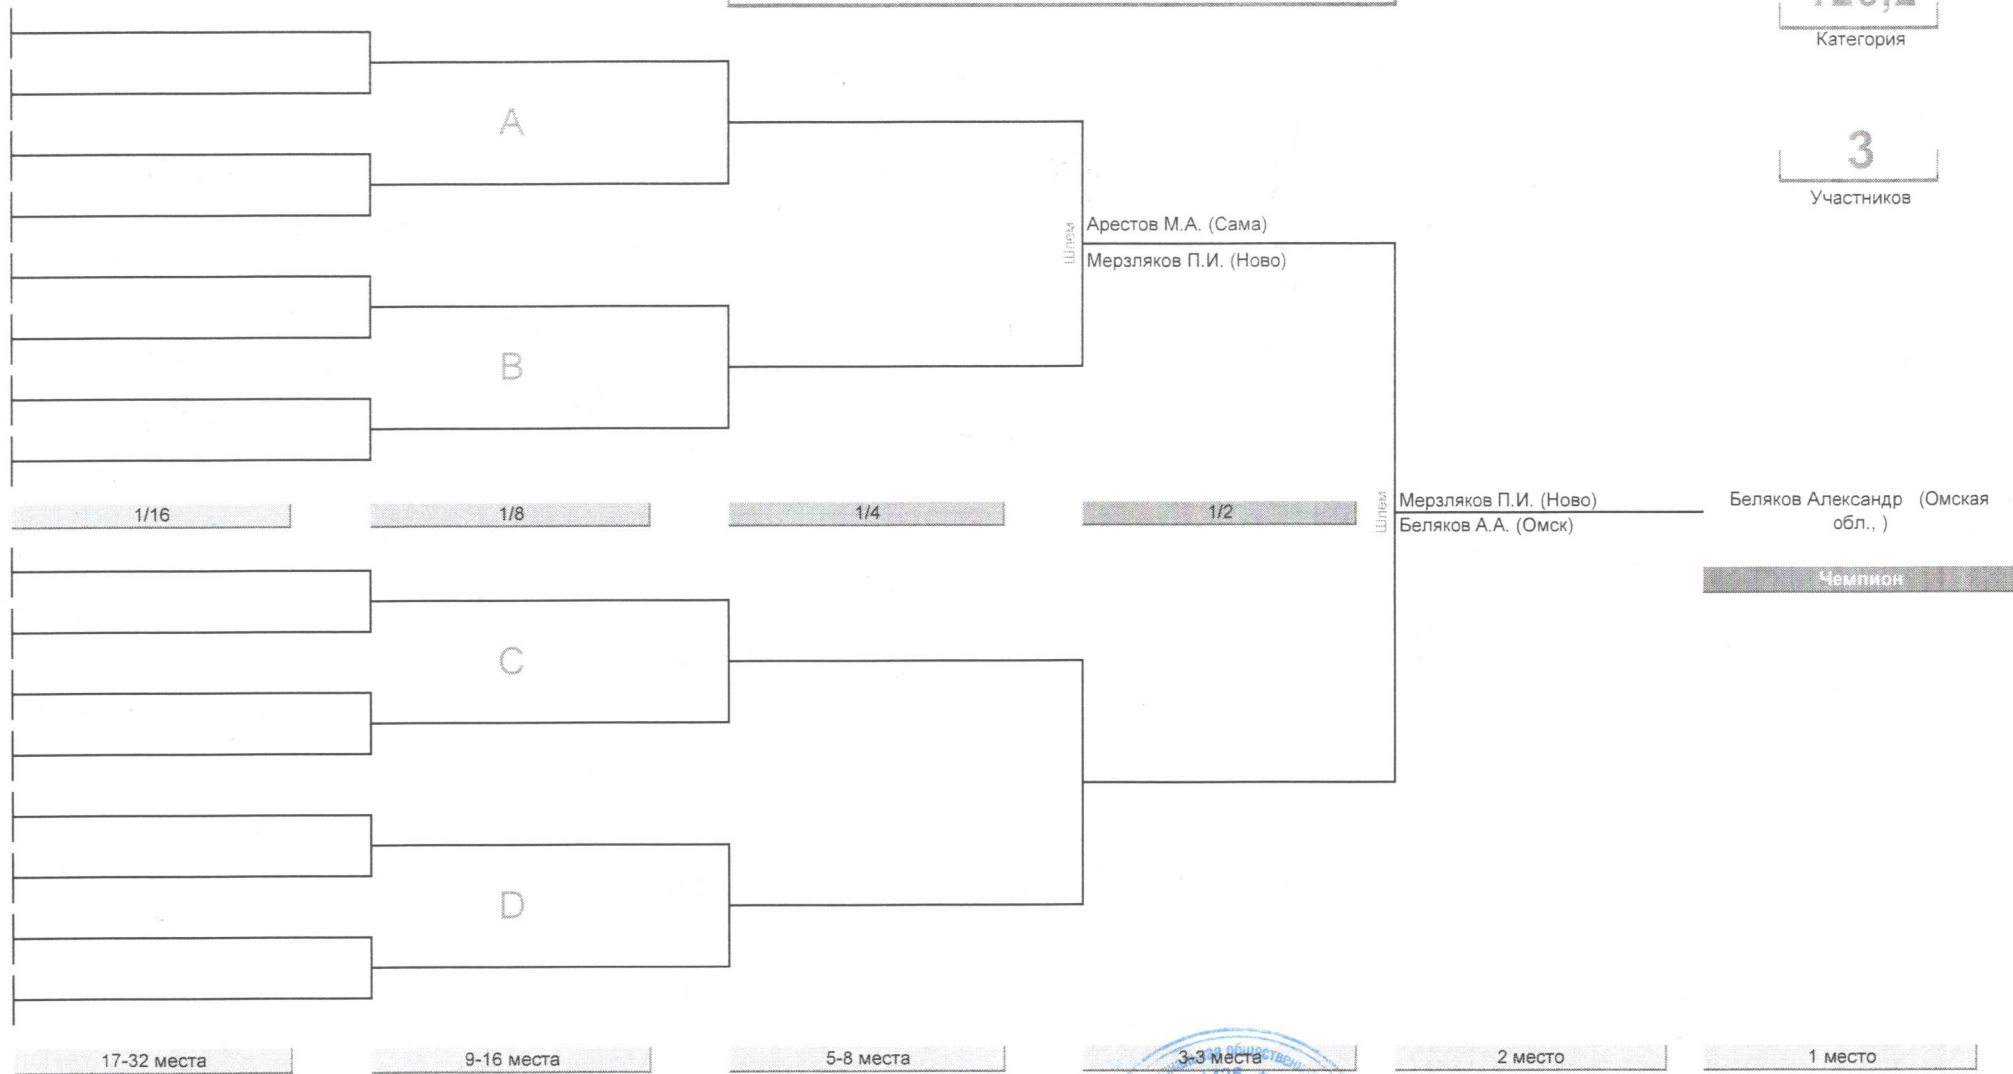 Категория
A
3
Участников
Шлем
Арестов М.А. (Сама)
Мерзляков П.И. (Ново)
B
1/16
1/8
1/4
1/2
Шлем
Мерзляков П.И. (Ново)
Беляков А.А. (Омск)
Беляков Александр (Омская
обл., )
Чемпион
C
D
17-32 места
9-16 места
5-8 места
3-3 места
2 место
1 место